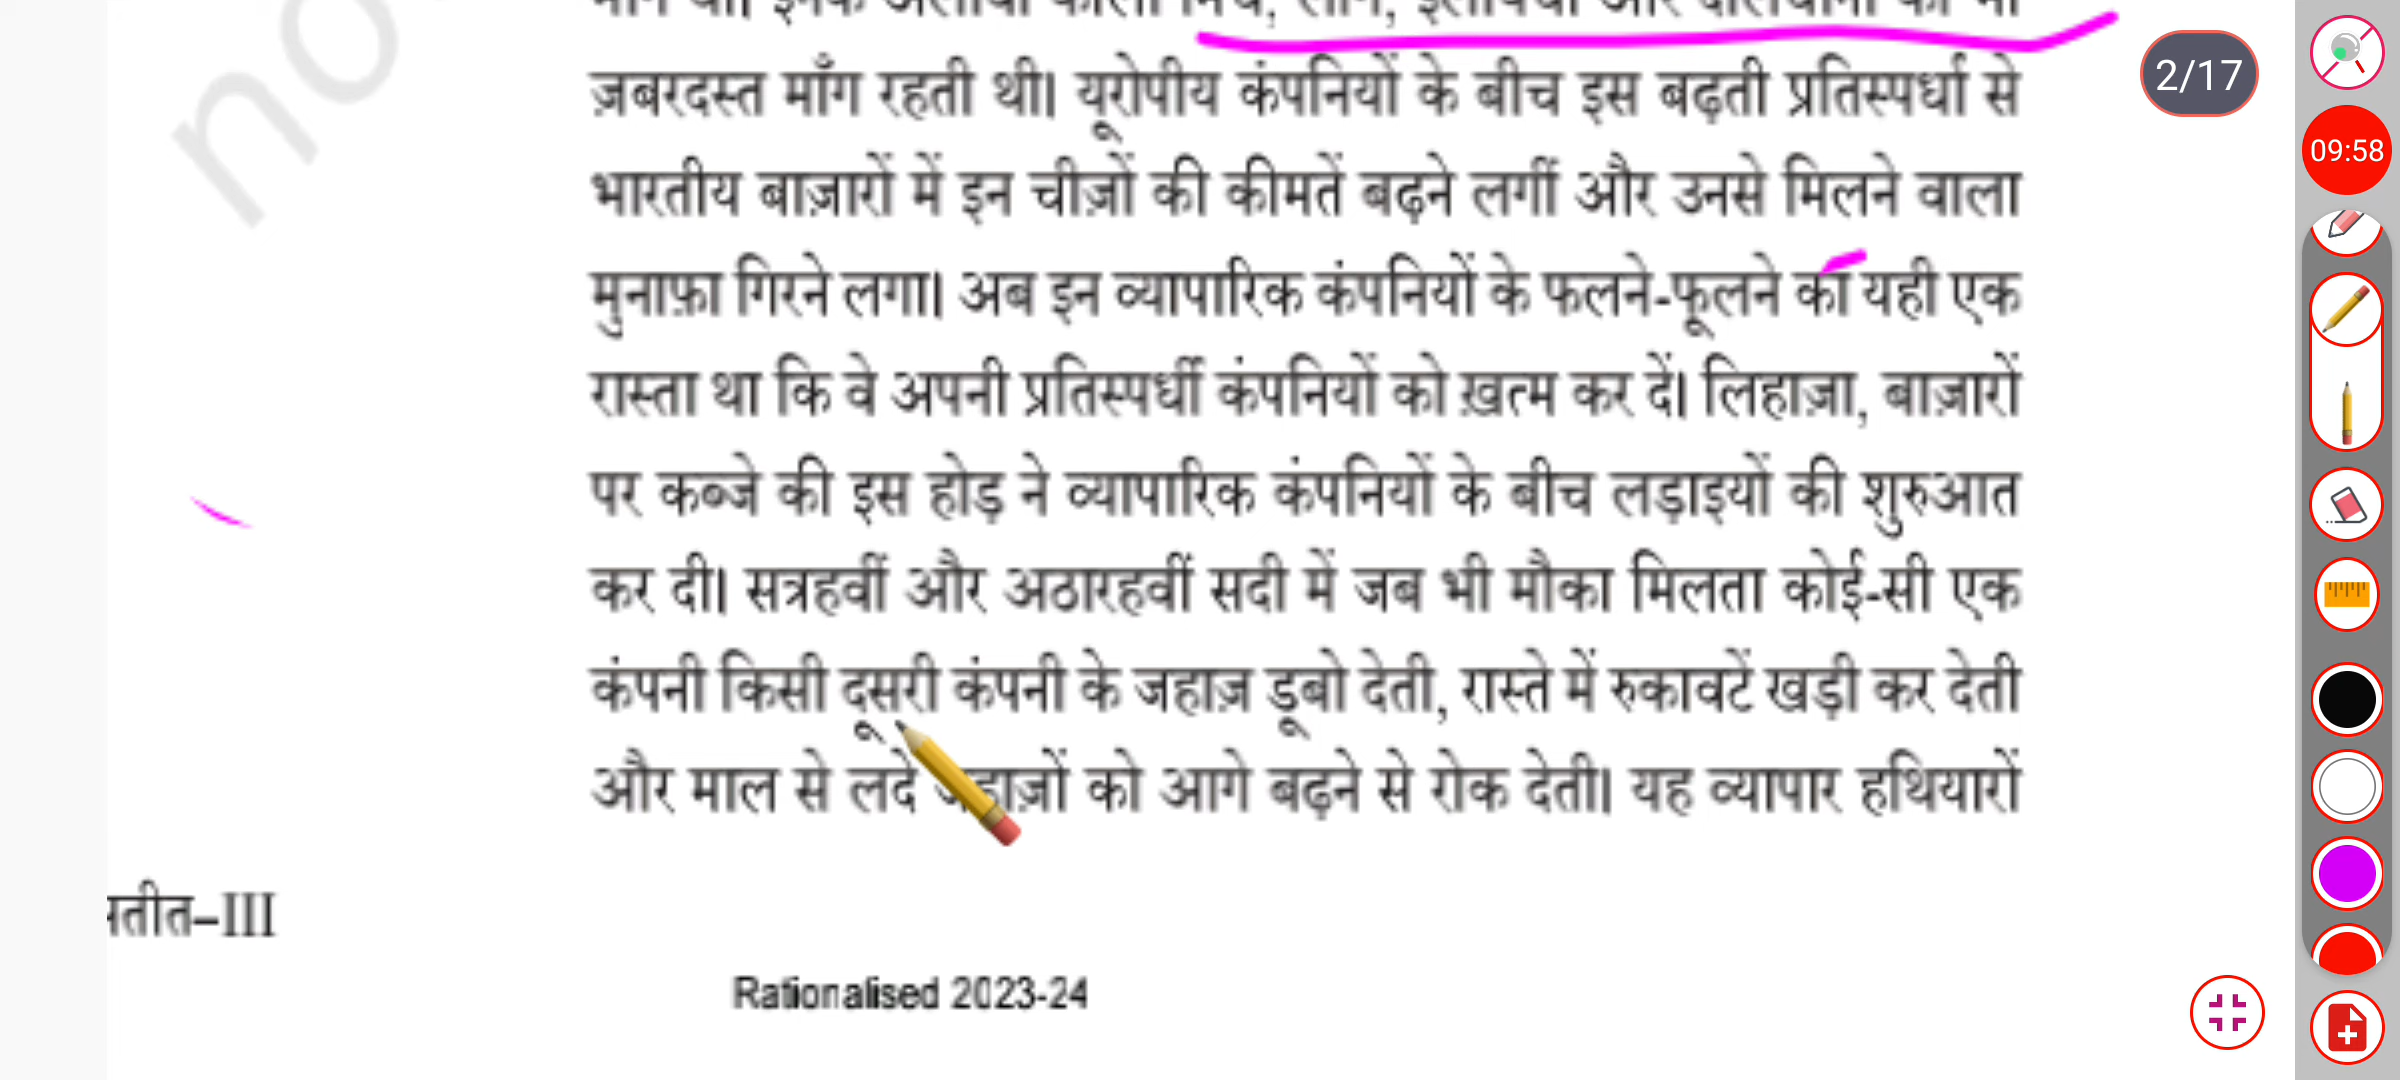 no
ज़बरदस्त माँग रहती थी। यूरोपीय कंपनियों के बीच इस बढ़ती प्रतिस्पर्धा से
2/17
09:58
भारतीय बाज़ारों में इन चीज़ों की कीमतें बढ़ने लगीं और उनसे मिलने वाला
मुनाफ़ा गिरने लगा। अब इन व्यापारिक कंपनियों के फलने-फूलने का यही एक
रास्ता था कि वे अपनी प्रतिस्पर्धी कंपनियों को ख़त्म कर दें। लिहाज़ा, बाज़ारों
पर कब्जे की इस होड़ ने व्यापारिक कंपनियों के बीच लड़ाइयों की शुरुआत
कर दी। सत्रहवीं और अठारहवीं सदी में जब भी मौका मिलता कोई-सी एक
कंपनी किसी दूसरी कंपनी के जहाज़ डूबो देती, रास्ते में रुकावटें खड़ी कर देती
और माल से लदे जहाज़ों को आगे बढ़ने से रोक देती। यह व्यापार हथियारों
तीत–III
Rationalised 2023-24